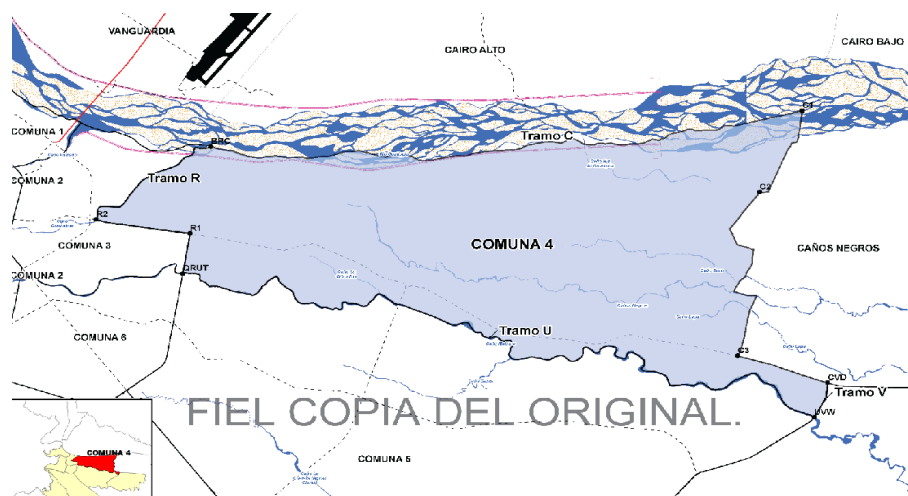 VANGUARDIA
CAIRO ALTO
CAIRO BAJO
C1
COMUNA 1
Tramo C
BRC
COMUNA 2
Tramo R
C2
R2
R1
COMUNA 3
COMUNA 4
CAÑOS NEGROS
COMUNA 2
QRUT
Tramo U
COMUNA 6
C3
CVD
Tramo V
UVW
FIEL COPIA DEL ORIGINAL.
COMUNA 4
COMUNA 5